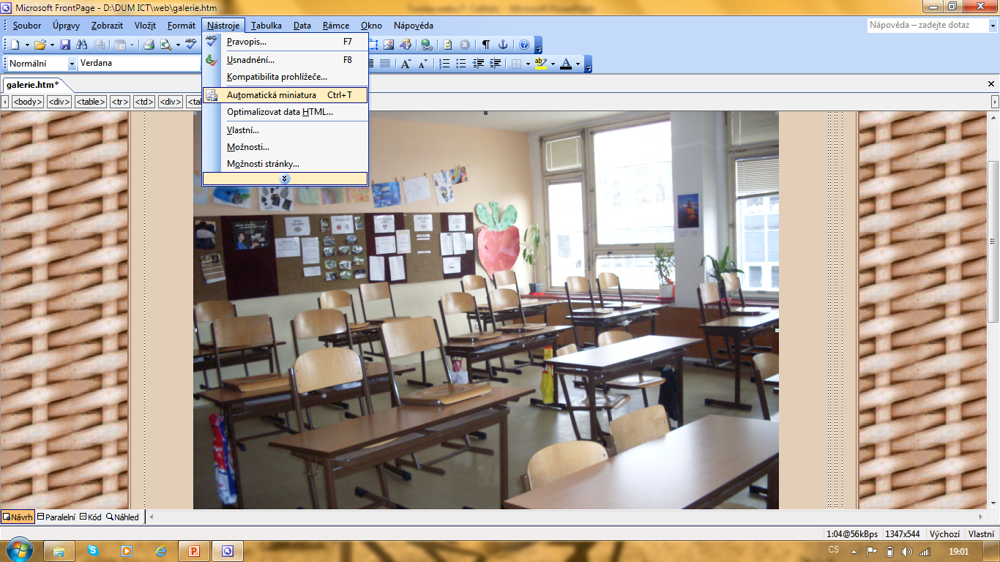 Microsoft FrontPage - D:\DUM ICT\web\galerie.htm
Soubor Úpravy Zobrazit Vložit Formát Nástroje Tabulka Data Rámce Okno Nápověda Nápověda – zadejte dotaz
Normální Verdana
galerie.htm*
<body> <div> <table> <tr> <td> <div>
Pravopis... F7
Usnadnění... F8
Kompatibilita prohlížeče...
Automatická miniatura Ctrl+T
Optimalizovat data HTML...
Vlastní...
Možnosti...
Možnosti stránky...
Návrh Paralelní Kód Náhled
1:04@56kBps 1347x544 Výchozí Vlastní
CS 19:01